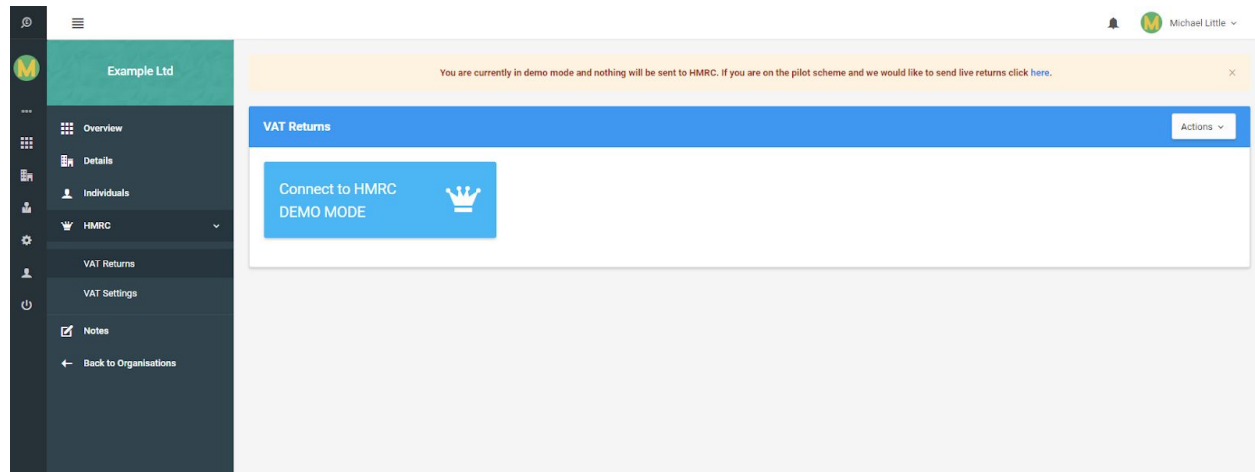 Michael Little
M
M
Example Ltd
You are currently in demo mode and nothing will be sent to HMRC. If you are on the pilot scheme and we would like to send live returns click here.
Overview
Details
Individuals
HMRC
VAT Returns
VAT Settings
Notes
Back to Organisations
VAT Returns
Actions
Connect to HMRC
DEMO MODE